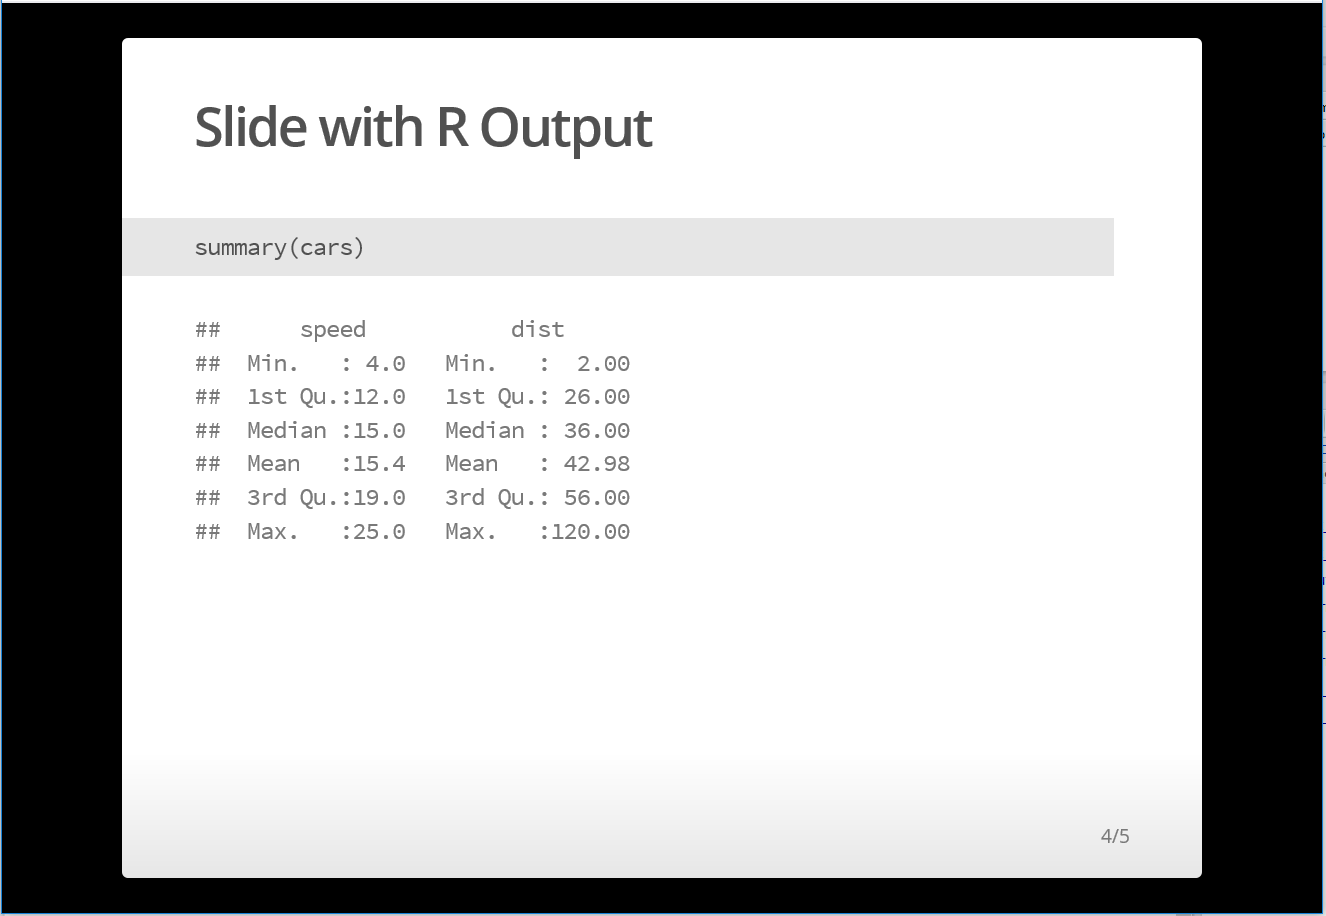 Slide with R Output
summary(cars)
##      speed           dist
##  Min.   : 4.0   Min.   :  2.00
##  1st Qu.:12.0   1st Qu.: 26.00
##  Median :15.0   Median : 36.00
##  Mean   :15.4   Mean   : 42.98
##  3rd Qu.:19.0   3rd Qu.: 56.00
##  Max.   :25.0   Max.   :120.00
4/5